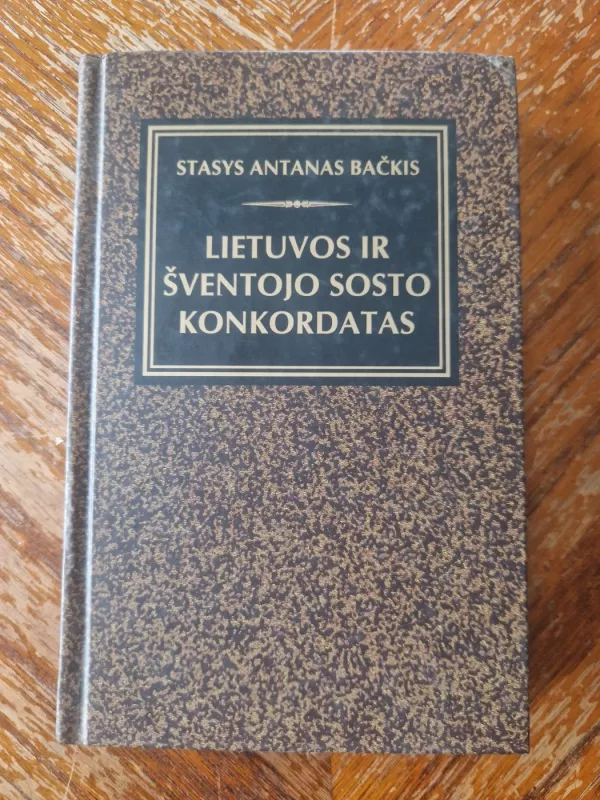 STASYS ANTANAS BAČKIS
LIETUVOS IR
ŠVENTOJO SOSTO
KONKORDATAS